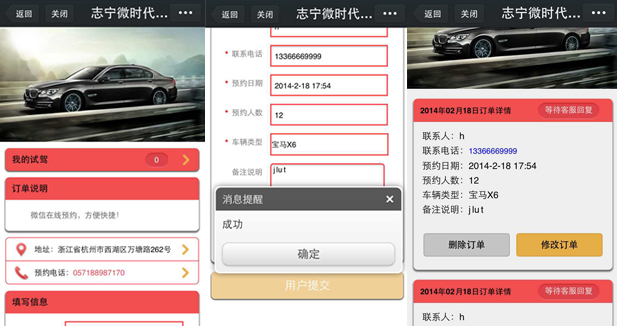 返回 关闭 志宁微时代... •••
我的试驾 0
订单说明
微信在线预约，方便快捷！
地址：浙江省杭州市西湖区万塘路262号
预约电话：057188987170
填写信息
返回 关闭 志宁微时代... •••
* 联系电话 13366669999
* 预约日期 2014-2-18 17:54
* 预约人数 12
* 车辆类型 宝马X6
备注说明 jlut
消息提醒 ×
成功
确定
用户提交
返回 关闭 志宁微时代... •••
2014年02月18日订单详情 等待客服回复
联系人：h
联系电话：13366669999
预约日期：2014-2-18 17:54
预约人数：12
车辆类型：宝马X6
备注说明：jlut
删除订单 修改订单
2014年02月18日订单详情 等待客服回复
联系人：h